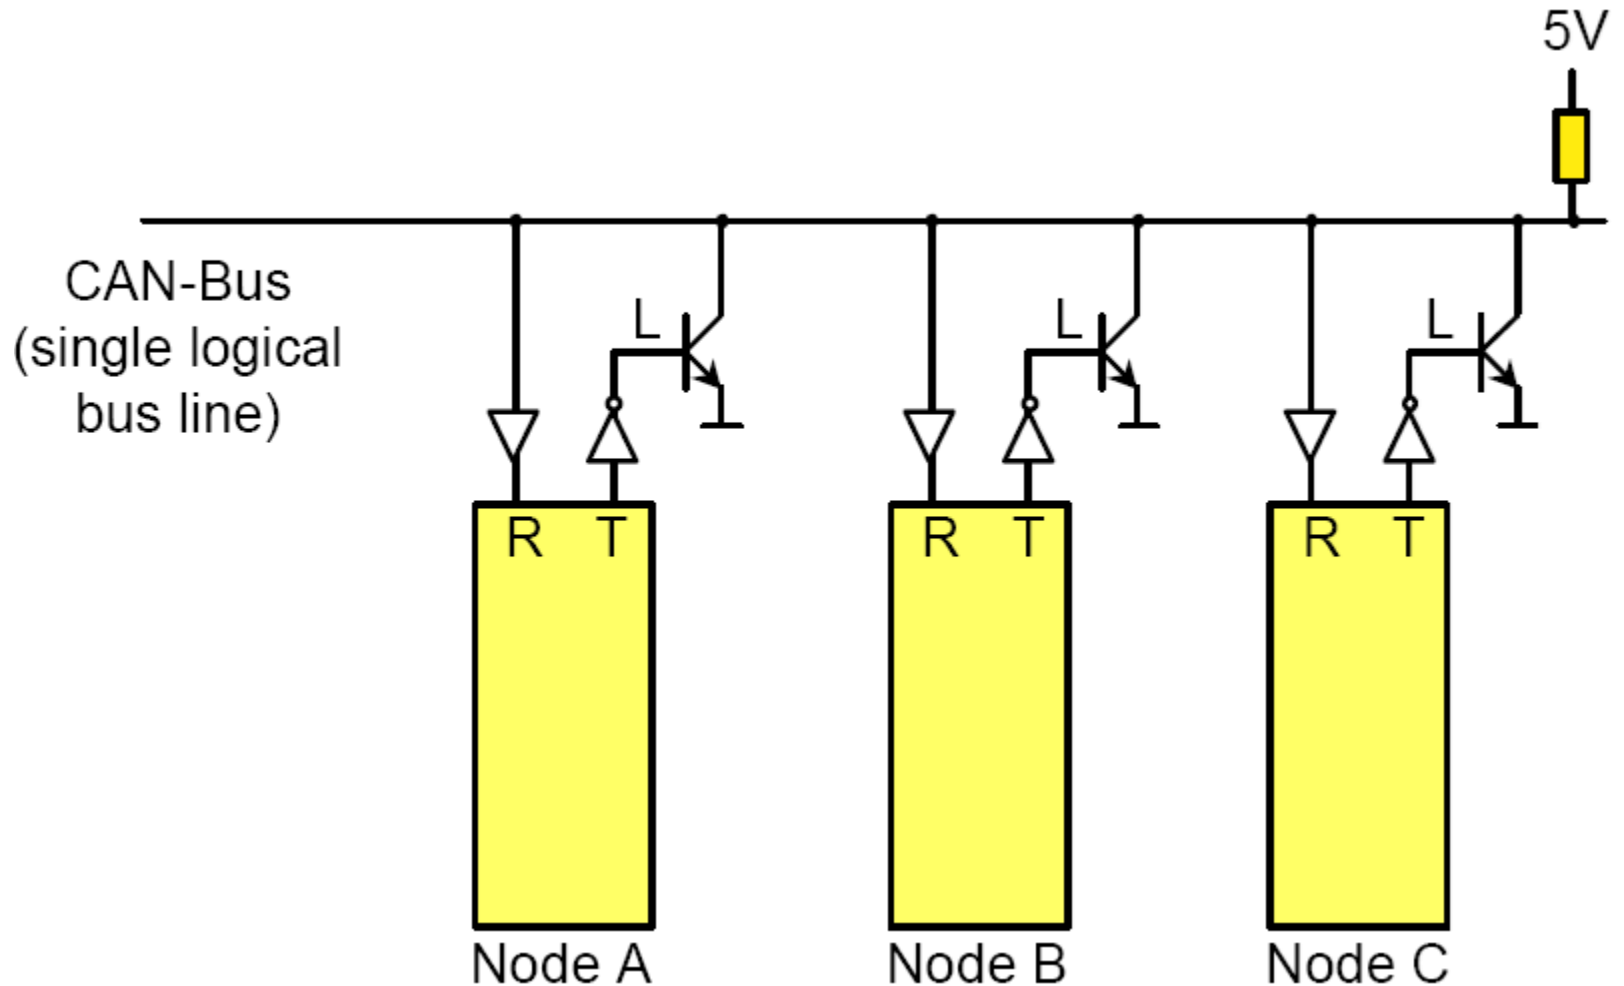 5V
CAN-Bus
(single logical
bus line)
L
L
L
R T
R T
R T
Node A
Node B
Node C